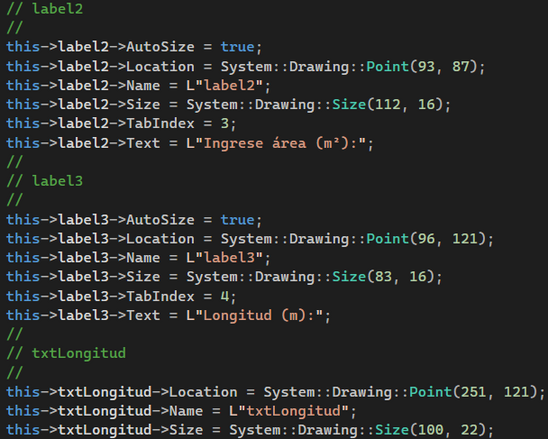 // label2
//
this->label2->AutoSize = true;
this->label2->Location = System::Drawing::Point(93, 87);
this->label2->Name = L"label2";
this->label2->Size = System::Drawing::Size(112, 16);
this->label2->TabIndex = 3;
this->label2->Text = L"Ingrese área (m²):";
//
// label3
//
this->label3->AutoSize = true;
this->label3->Location = System::Drawing::Point(96, 121);
this->label3->Name = L"label3";
this->label3->Size = System::Drawing::Size(83, 16);
this->label3->TabIndex = 4;
this->label3->Text = L"Longitud (m):";
//
// txtLongitud
//
this->txtLongitud->Location = System::Drawing::Point(251, 121);
this->txtLongitud->Name = L"txtLongitud";
this->txtLongitud->Size = System::Drawing::Size(100, 22);